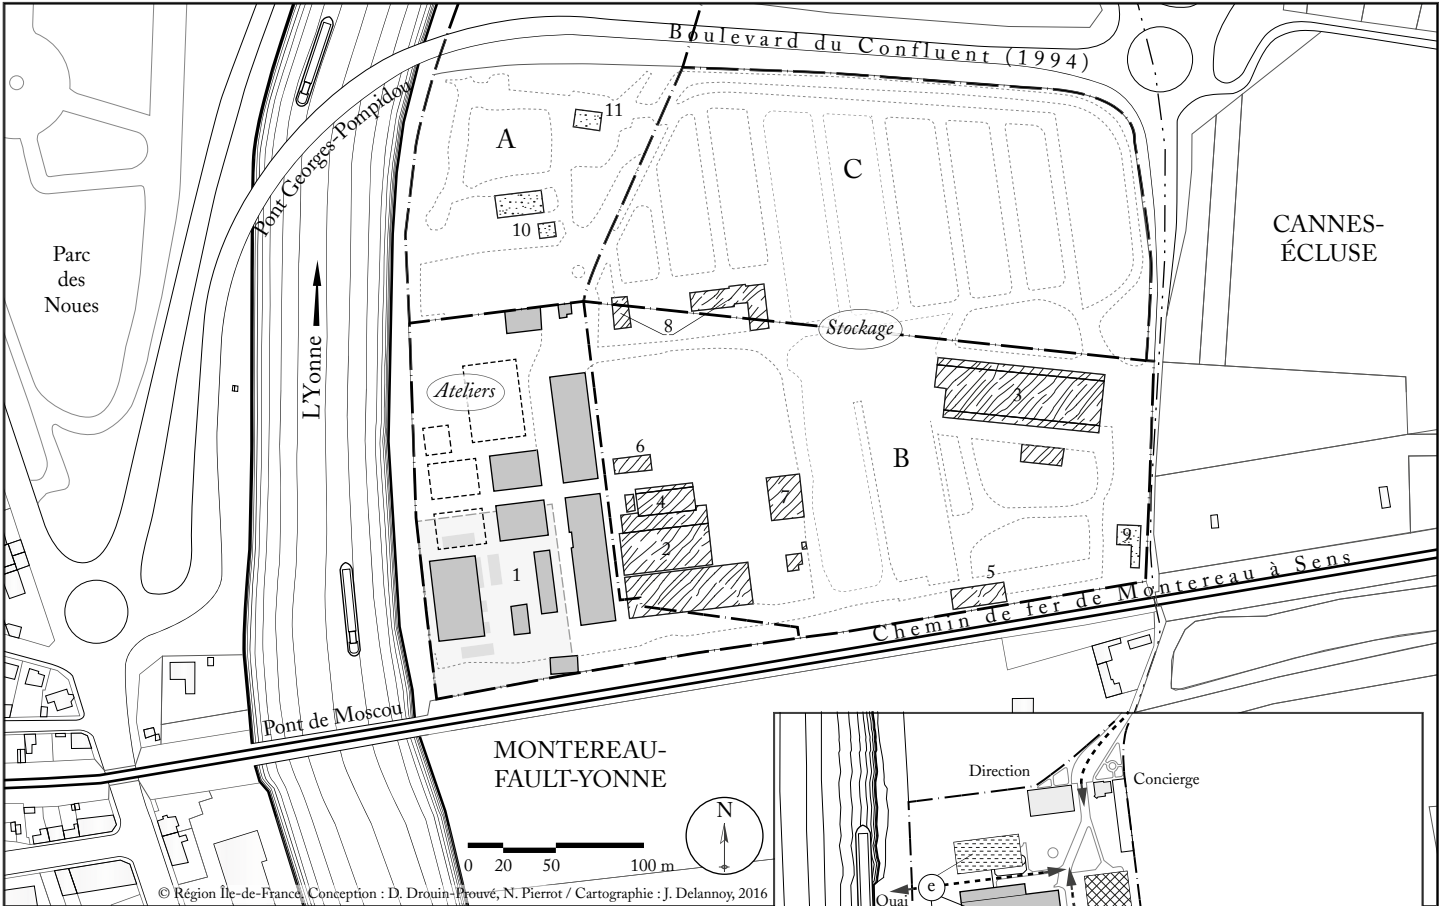 Boulevard du Confluent (1994)
Pont Georges-Pompidou
A
11
10
C
CANNES-
ÉCLUSE
Parc
des
Noues
L'Yonne
8
Stockage
Ateliers
3
B
6
4
7
2
9
1
5
Chemin de fer de Montereau à Sens
Pont de Moscou
MONTEREAU-
FAULT-YONNE
N
0 20 50 100 m
© Région Île-de-France, Conception : D. Drouin-Prouvé, N. Pierrot / Cartographie : J. Delannoy, 2016
Direction
Concierge
e
Quai